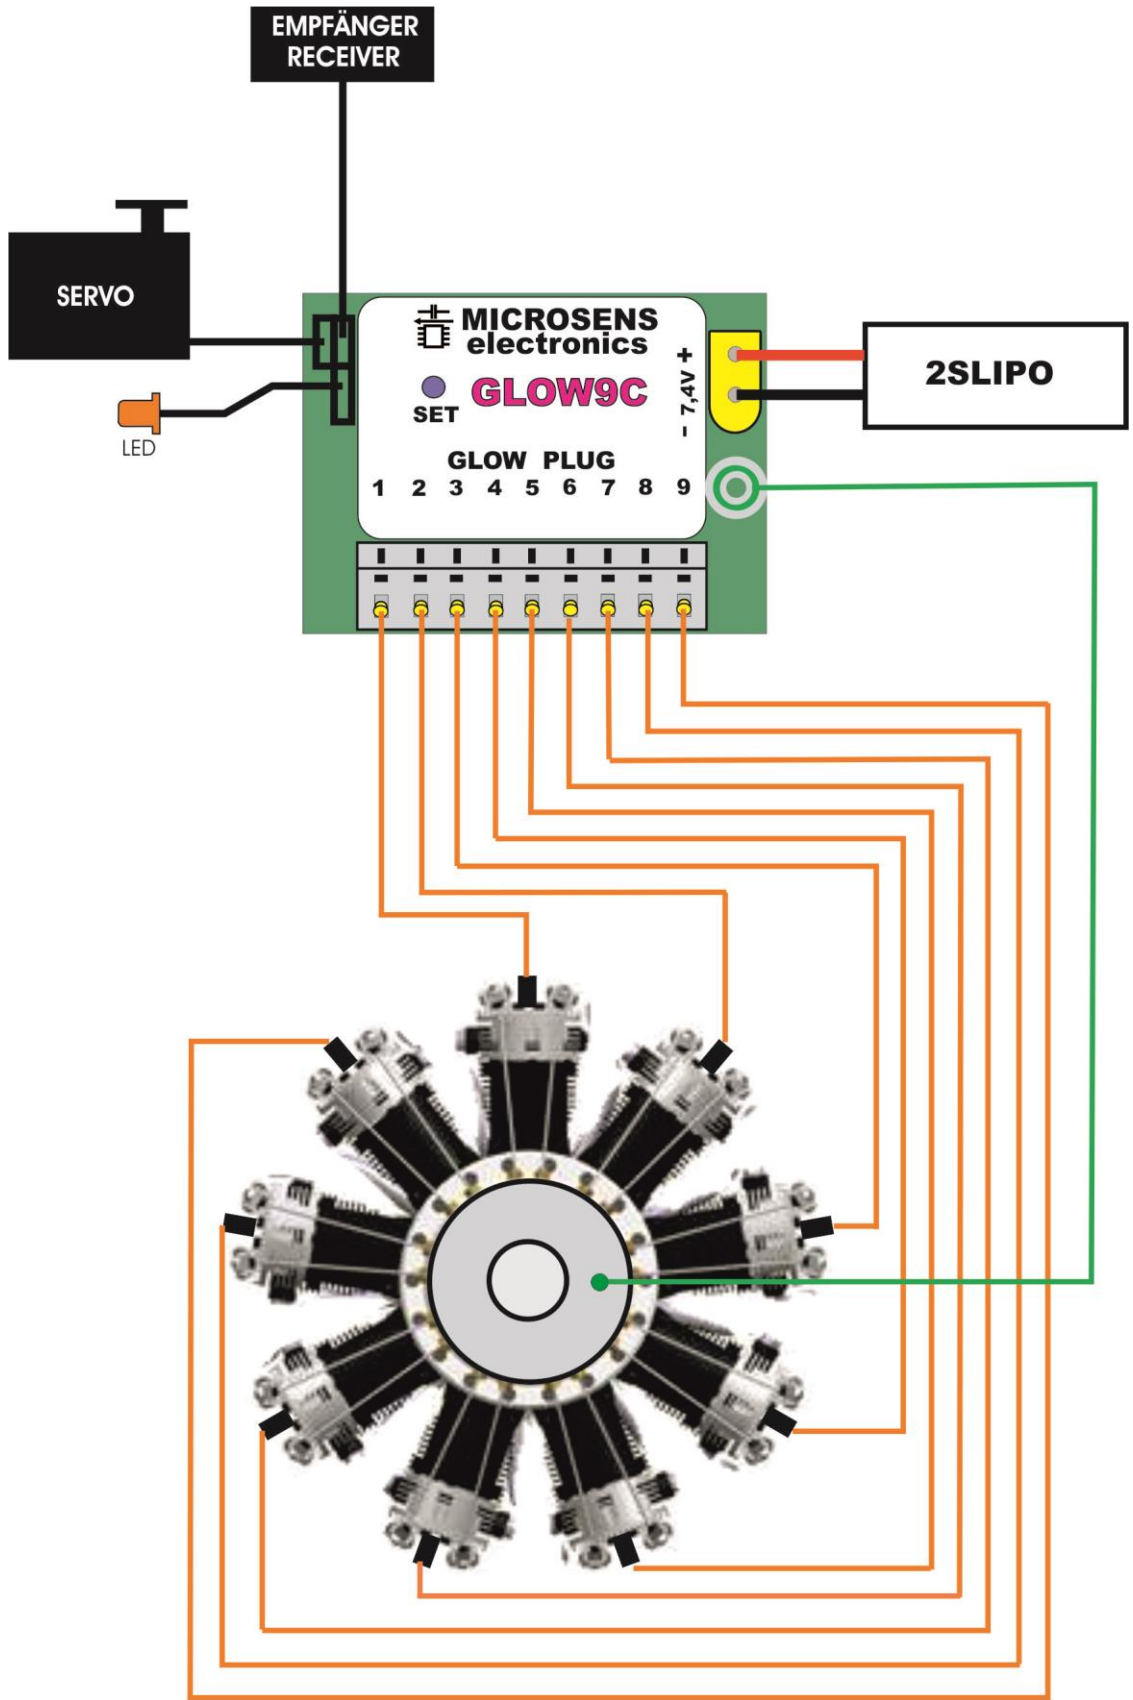 EMPFÄNGER
RECEIVER
SERVO
LED
MICROSENS
electronics
SET
GLOW9C
- 7,4V +
GLOW PLUG
1 2 3 4 5 6 7 8 9
2SLIPO